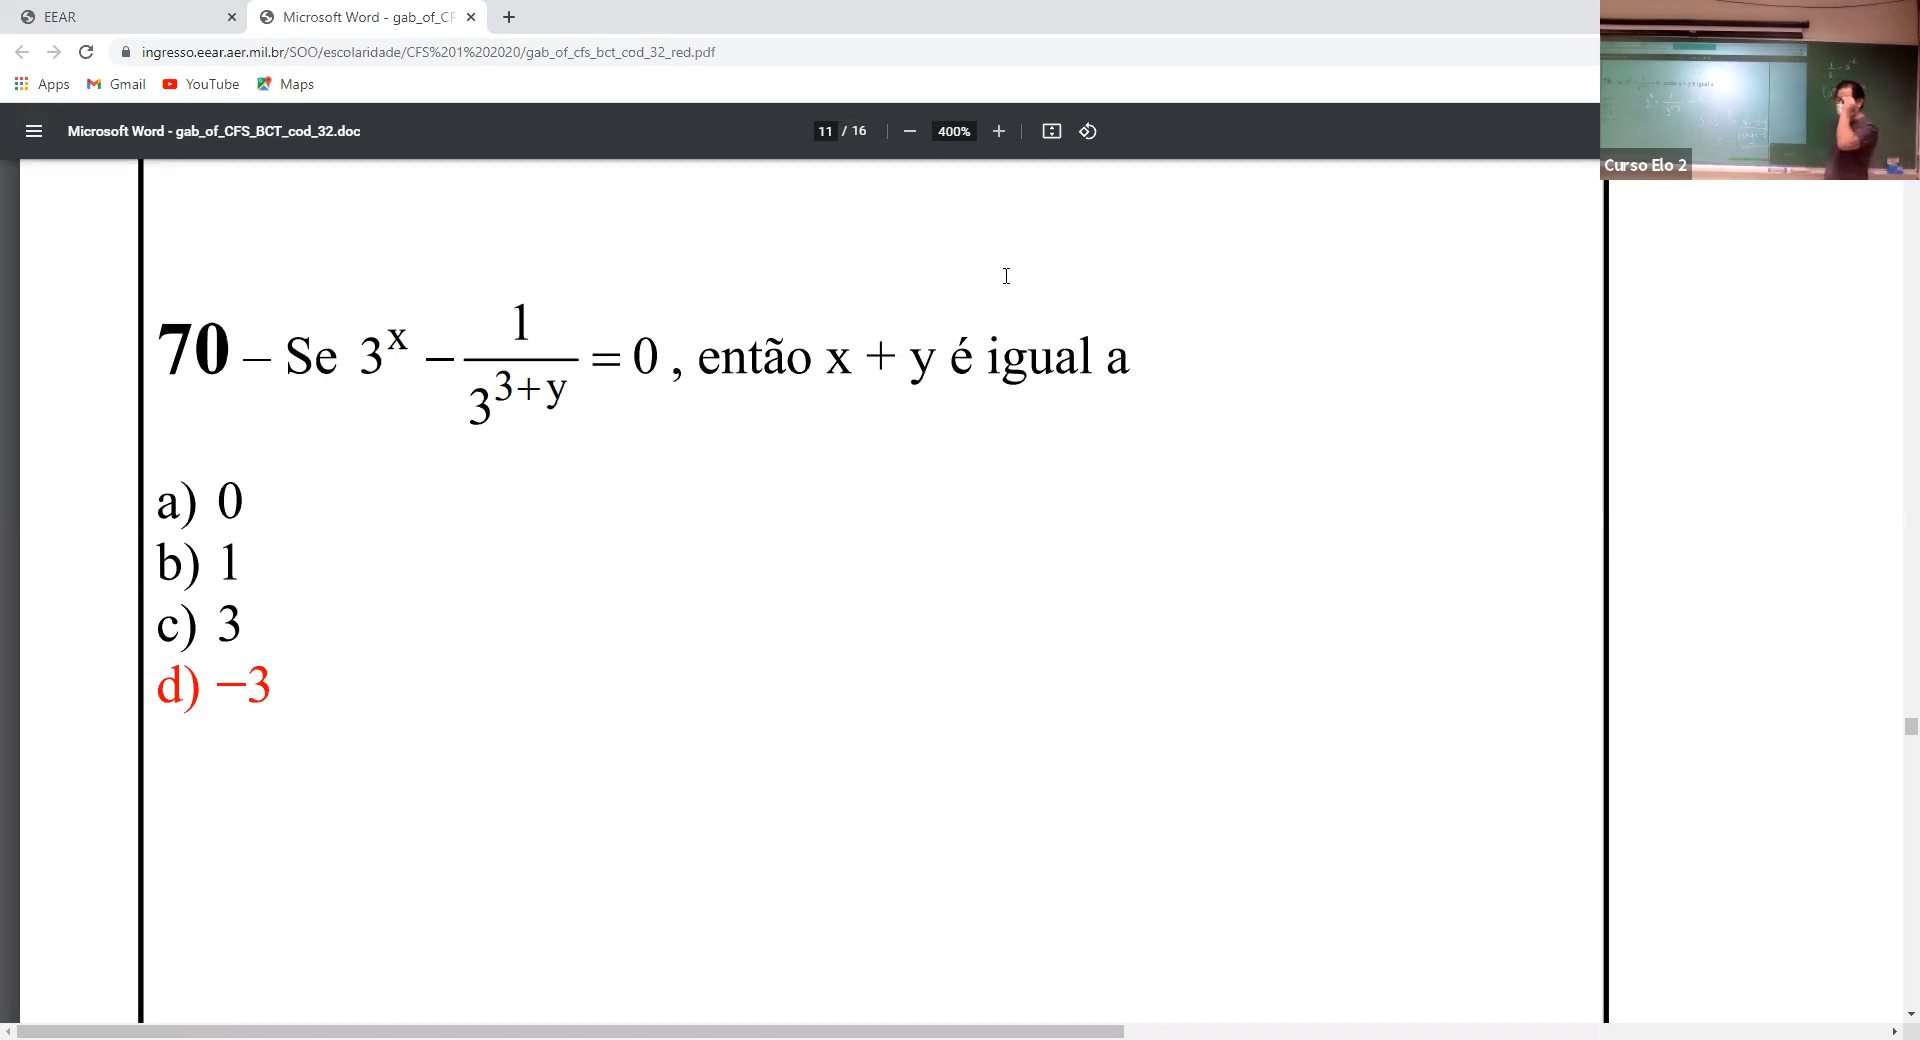 EEAR
Microsoft Word - gab_of_CF
ingresso.eear.aer.mil.br/SOO/escolaridade/CFS%201%202020/gab_of_cfs_bct_cod_32_red.pdf
Apps Gmail YouTube Maps
Microsoft Word - gab_of_CFS_BCT_cod_32.doc 11 / 16 400%
Curso Elo 2
70 – Se 3^x − 1/3^(3+y) = 0 , então x + y é igual a
a) 0
b) 1
c) 3
d) −3